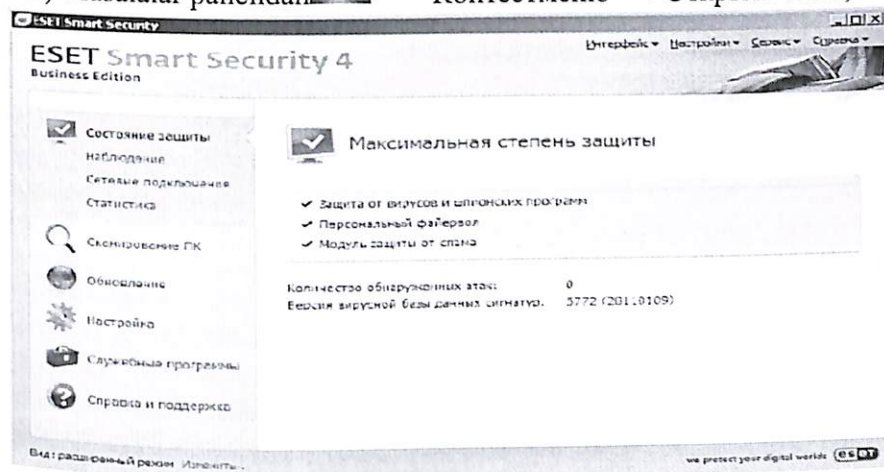 ESET Smart Security
ESET Smart Security 4
Business Edition
Интерфейс Настройка Сервис Справка
Состояние защиты
Наблюдение
Сетевые подключения
Статистика
Сканирование ПК
Обновление
Настройка
Служебные программы
Справка и поддержка
Максимальная степень защиты
Защита от вирусов и шпионских программ
Персональный файервол
Модуль защиты от спама
Количество обнаруженных атак: 0
Версия вирусной базы данных сигнатур: 5772 (20110109)
Вид: расширенный режим Изменить...
we protect your digital worlds eset